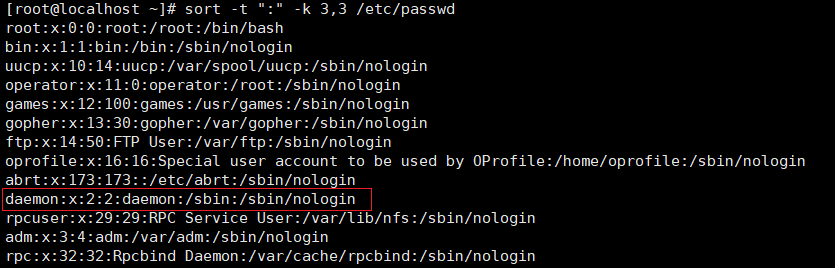 [root@localhost ~]# sort -t ":" -k 3,3 /etc/passwd
root:x:0:0:root:/root:/bin/bash
bin:x:1:1:bin:/bin:/sbin/nologin
uucp:x:10:14:uucp:/var/spool/uucp:/sbin/nologin
operator:x:11:0:operator:/root:/sbin/nologin
games:x:12:100:games:/usr/games:/sbin/nologin
gopher:x:13:30:gopher:/var/gopher:/sbin/nologin
ftp:x:14:50:FTP User:/var/ftp:/sbin/nologin
oprofile:x:16:16:Special user account to be used by OProfile:/home/oprofile:/sbin/nologin
abrt:x:173:173::/etc/abrt:/sbin/nologin
daemon:x:2:2:daemon:/sbin:/sbin/nologin
rpcuser:x:29:29:RPC Service User:/var/lib/nfs:/sbin/nologin
adm:x:3:4:adm:/var/adm:/sbin/nologin
rpc:x:32:32:Rpcbind Daemon:/var/cache/rpcbind:/sbin/nologin